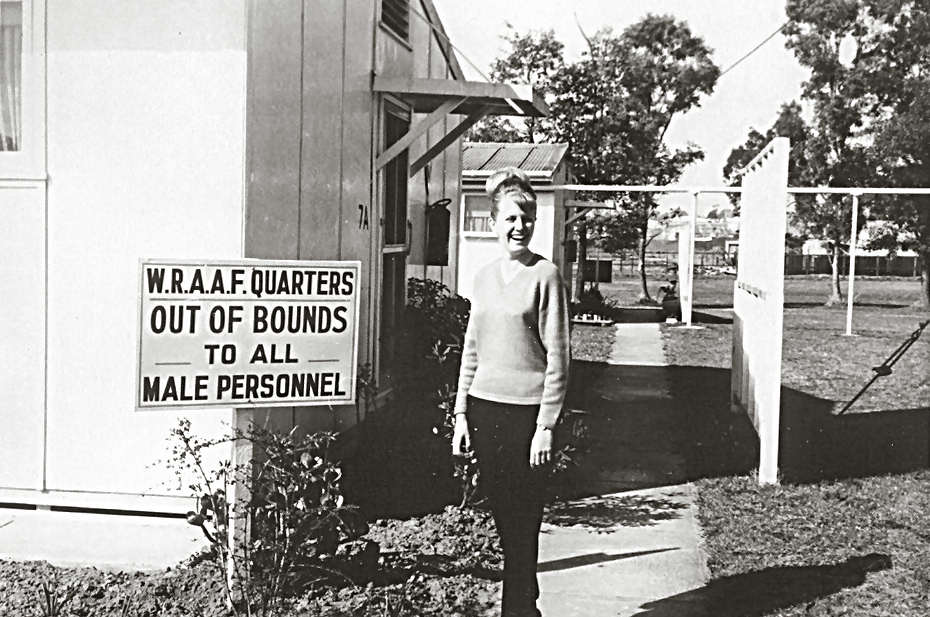 W.R.A.A.F. QUARTERS
OUT OF BOUNDS
TO ALL
MALE PERSONNEL
7A